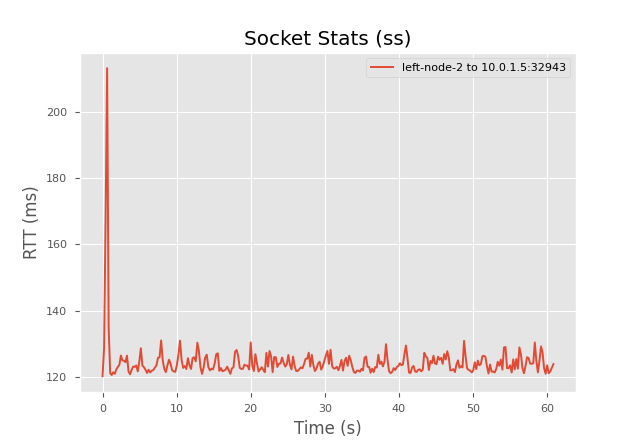 Socket Stats (ss)
left-node-2 to 10.0.1.5:32943
RTT (ms)
200
180
160
140
120
0 10 20 30 40 50 60
Time (s)